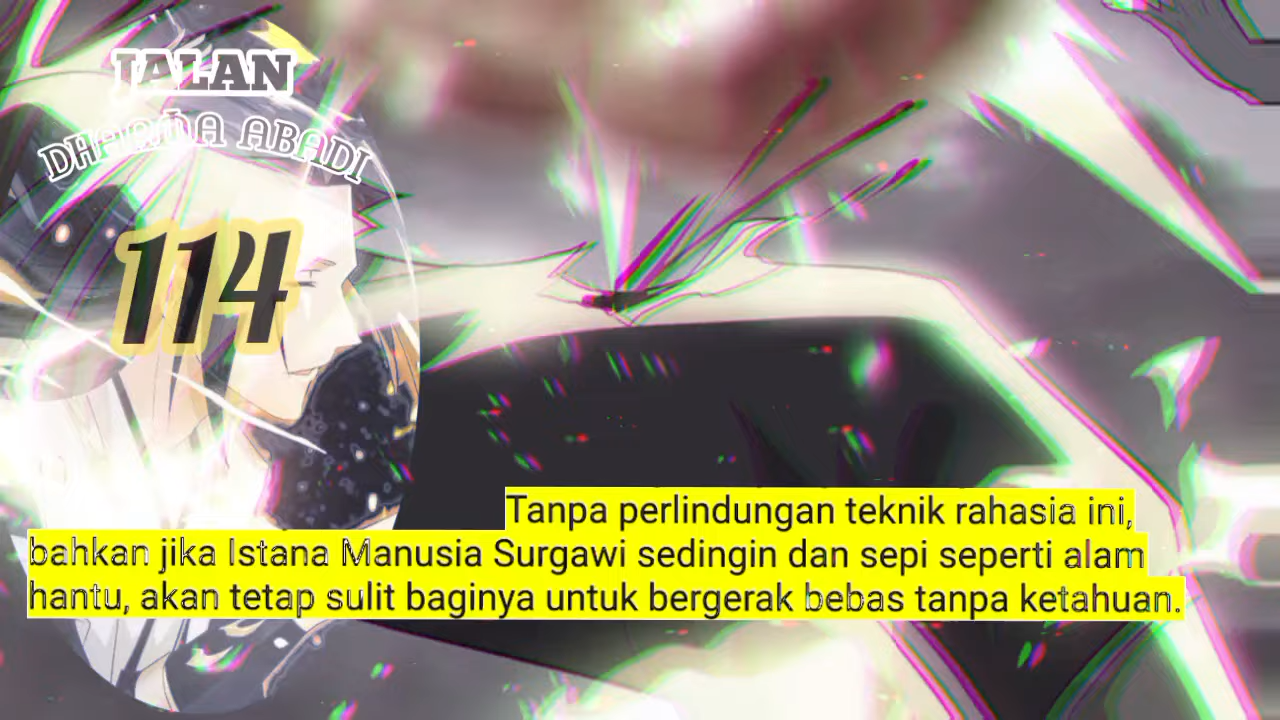 JALAN
DHARMA ABADI
114
Tanpa perlindungan teknik rahasia ini,
bahkan jika Istana Manusia Surgawi sedingin dan sepi seperti alam
hantu, akan tetap sulit baginya untuk bergerak bebas tanpa ketahuan.